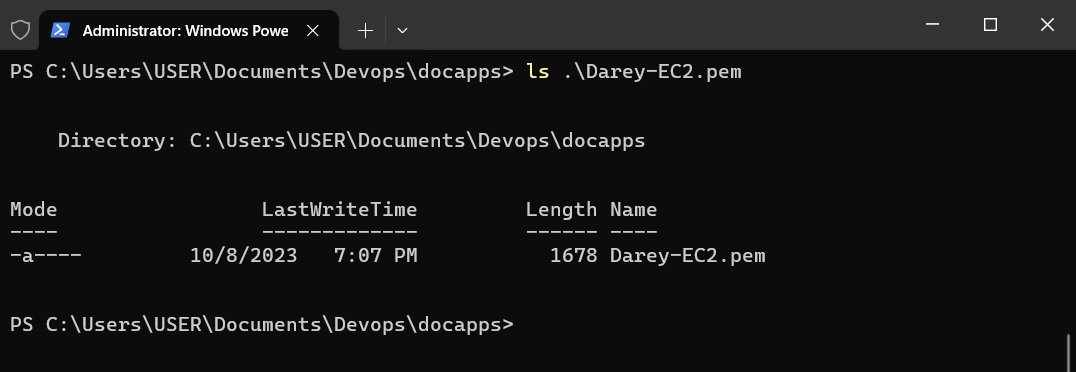 Administrator: Windows Powe
PS C:\Users\USER\Documents\Devops\docapps> ls .\Darey-EC2.pem
Directory: C:\Users\USER\Documents\Devops\docapps
Mode                 LastWriteTime         Length Name
----                 -------------         ------ ----
-a----         10/8/2023   7:07 PM           1678 Darey-EC2.pem
PS C:\Users\USER\Documents\Devops\docapps>